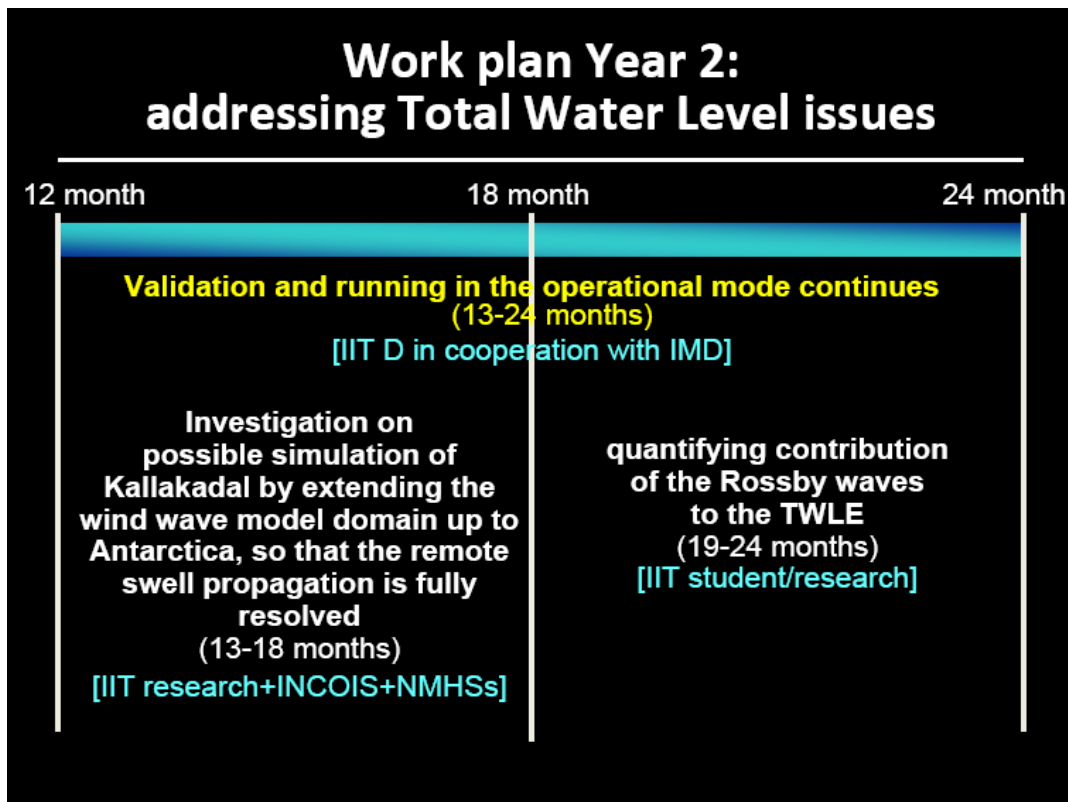 Work plan Year 2:
addressing Total Water Level issues
12 month
18 month
24 month
Validation and running in the operational mode continues
(13-24 months)
[IIT D in cooperation with IMD]
Investigation on
possible simulation of
Kallakadal by extending the
wind wave model domain up to
Antarctica, so that the remote
swell propagation is fully
resolved
(13-18 months)
[IIT research+INCOIS+NMHSs]
quantifying contribution
of the Rossby waves
to the TWLE
(19-24 months)
[IIT student/research]